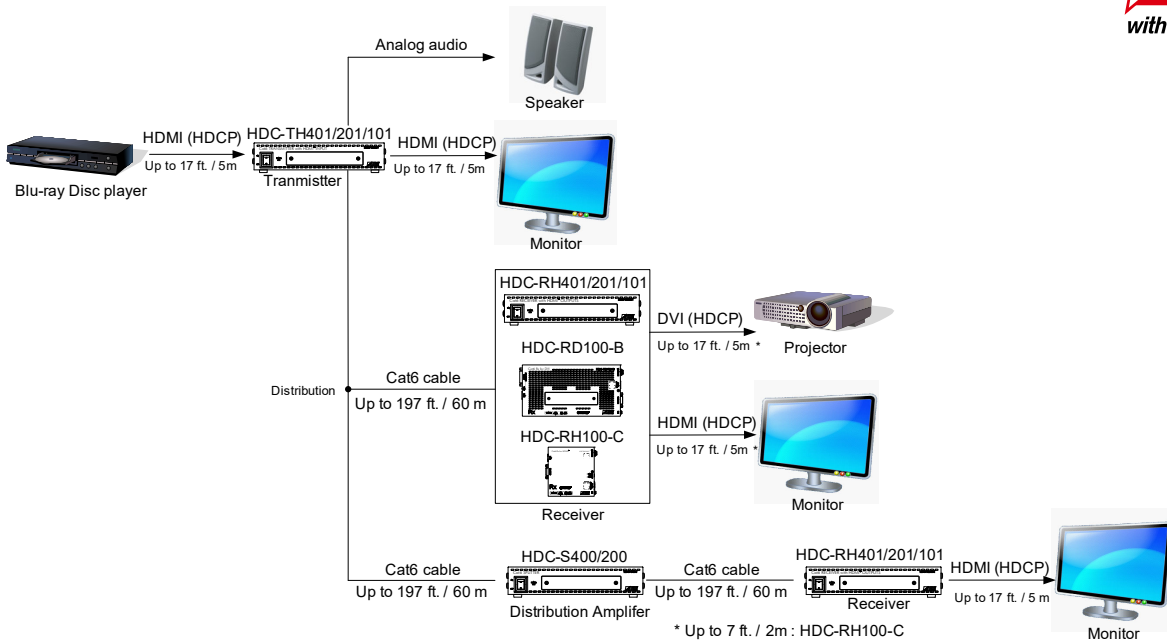 with
Analog audio
Speaker
HDMI (HDCP)
Up to 17 ft. / 5m
Blu-ray Disc player
HDC-TH401/201/101
Tranmistter
HDMI (HDCP)
Up to 17 ft. / 5m
Monitor
HDC-RH401/201/101
HDC-RD100-B
HDC-RH100-C
Rx
Receiver
DVI (HDCP)
Up to 17 ft. / 5m *
Projector
Distribution
Cat6 cable
Up to 197 ft. / 60 m
HDMI (HDCP)
Up to 17 ft. / 5m *
Monitor
HDC-S400/200
Cat6 cable
Up to 197 ft. / 60 m
Distribution Amplifer
Cat6 cable
Up to 197 ft. / 60 m
HDC-RH401/201/101
Receiver
HDMI (HDCP)
Up to 17 ft. / 5 m
Monitor
* Up to 7 ft. / 2m : HDC-RH100-C